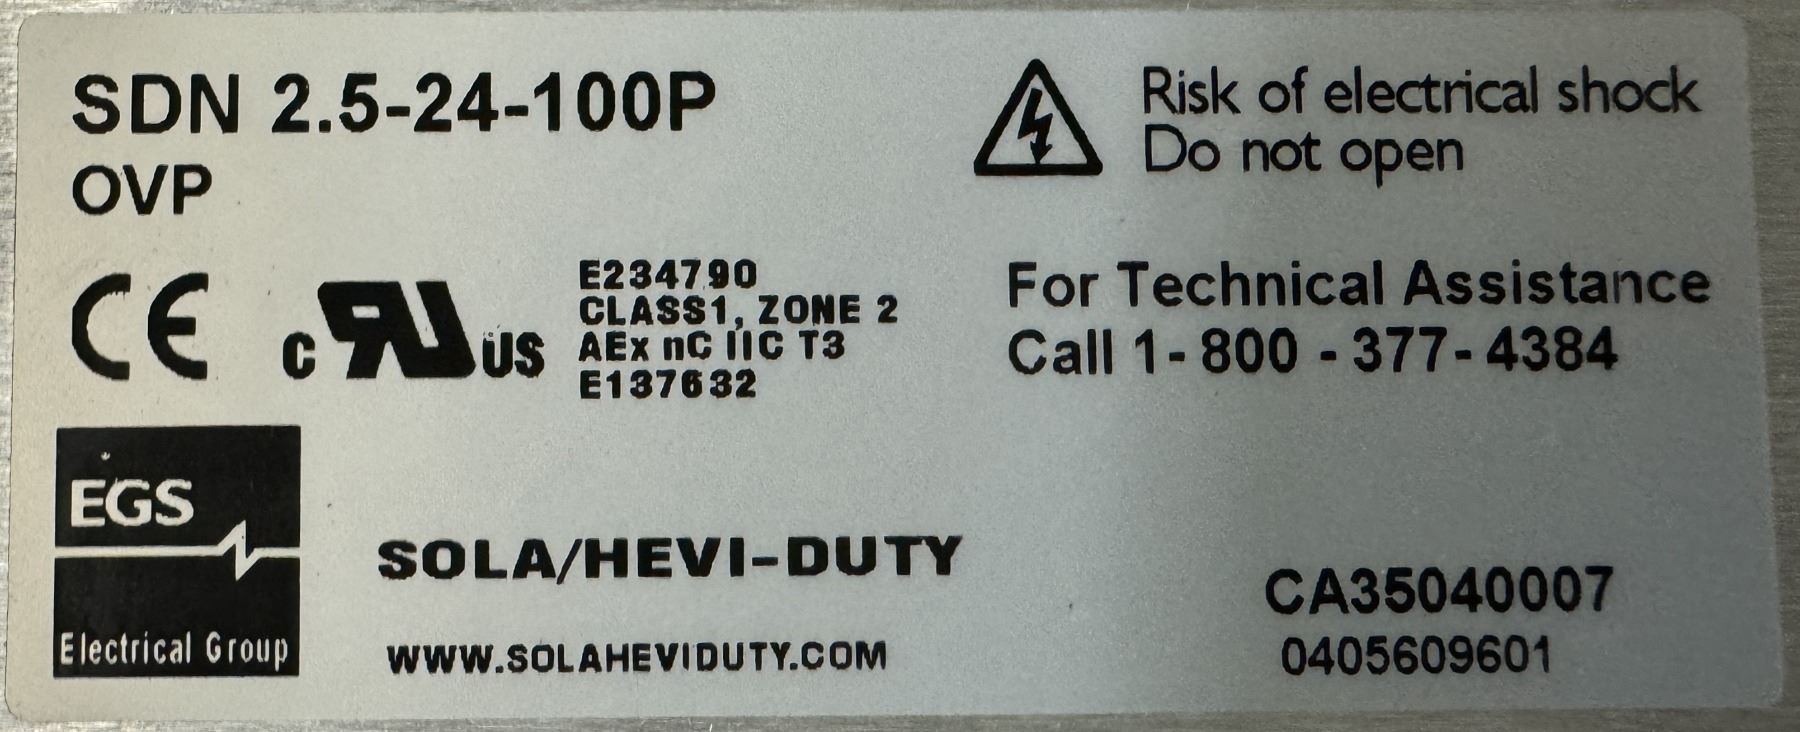 SDN 2.5-24-100P
OVP
Risk of electrical shock
Do not open
CE
c RU US
E234790
CLASS1, ZONE 2
AEx nC IIC T3
E137632
For Technical Assistance
Call 1-800-377-4384
EGS
Electrical Group
SOLA/HEVI-DUTY
WWW.SOLAHEVIDUTY.COM
CA35040007
0405609601